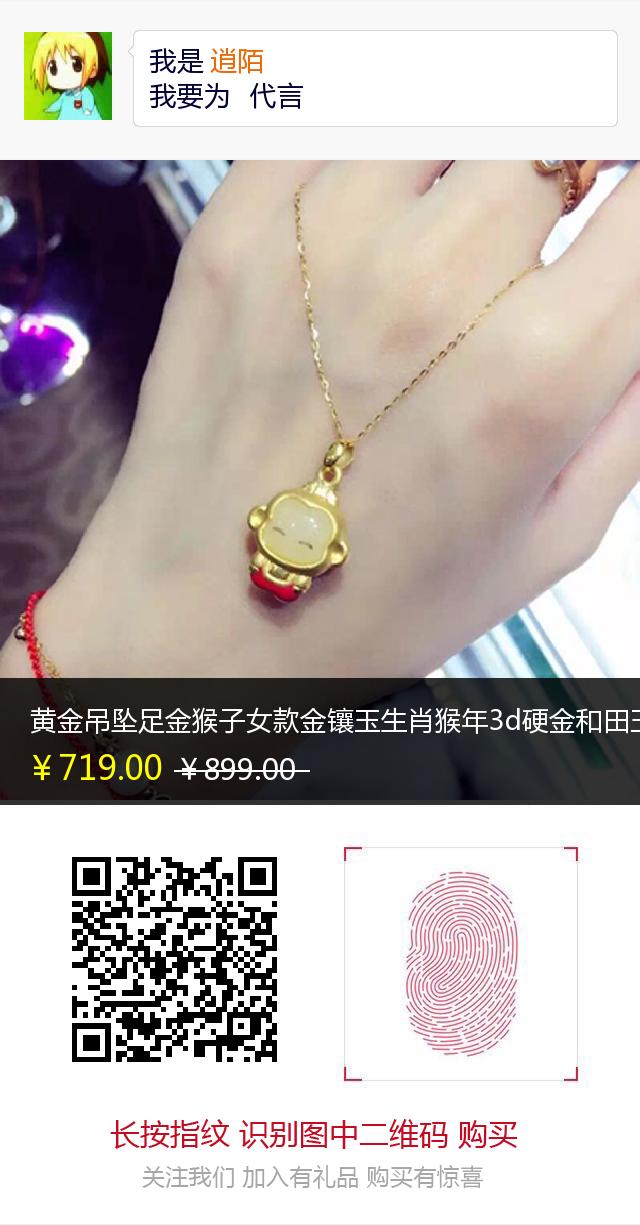 我是 逍陌
我要为 代言
黄金吊坠足金猴子女款金镶玉生肖猴年3d硬金和田玉
￥719.00 ￥899.00
长按指纹 识别图中二维码 购买
关注我们 加入有礼品 购买有惊喜